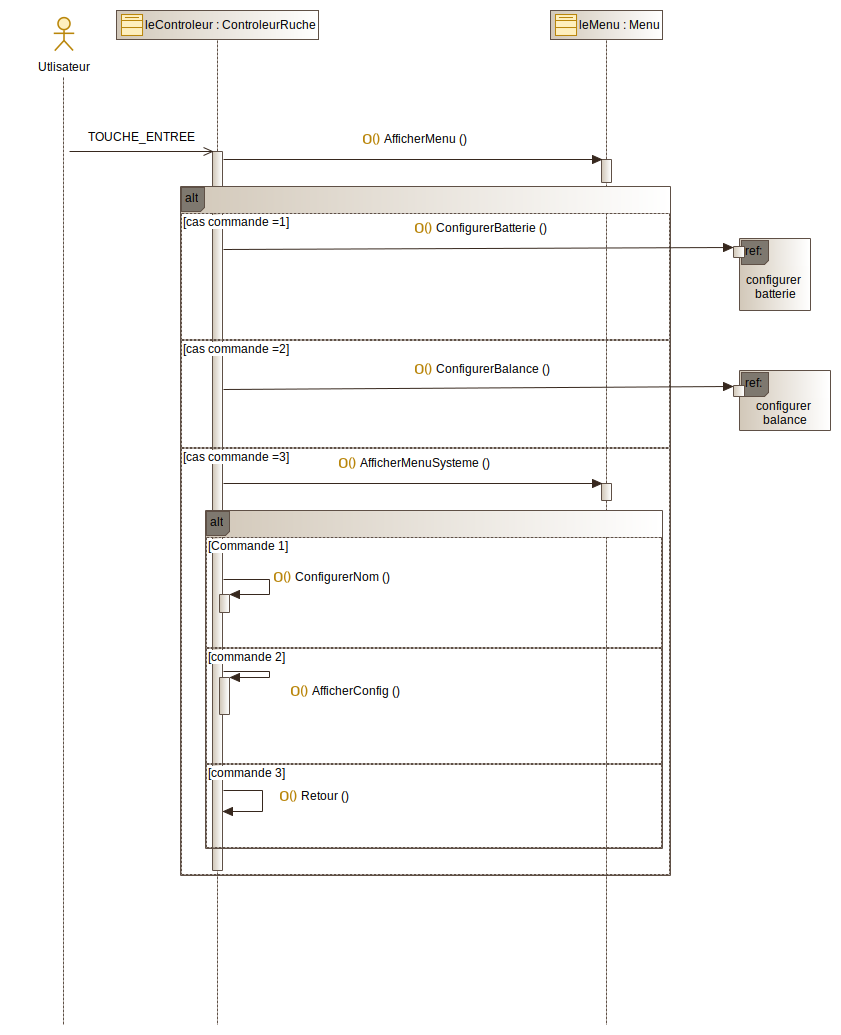 leControleur : ControleurRuche
leMenu : Menu
Utlisateur
TOUCHE_ENTREE
O() AfficherMenu ()
alt
[cas commande =1]
O() ConfigurerBatterie ()
ref:
configurer
batterie
[cas commande =2]
O() ConfigurerBalance ()
ref:
configurer
balance
[cas commande =3]
O() AfficherMenuSysteme ()
alt
[Commande 1]
O() ConfigurerNom ()
[commande 2]
O() AfficherConfig ()
[commande 3]
O() Retour ()